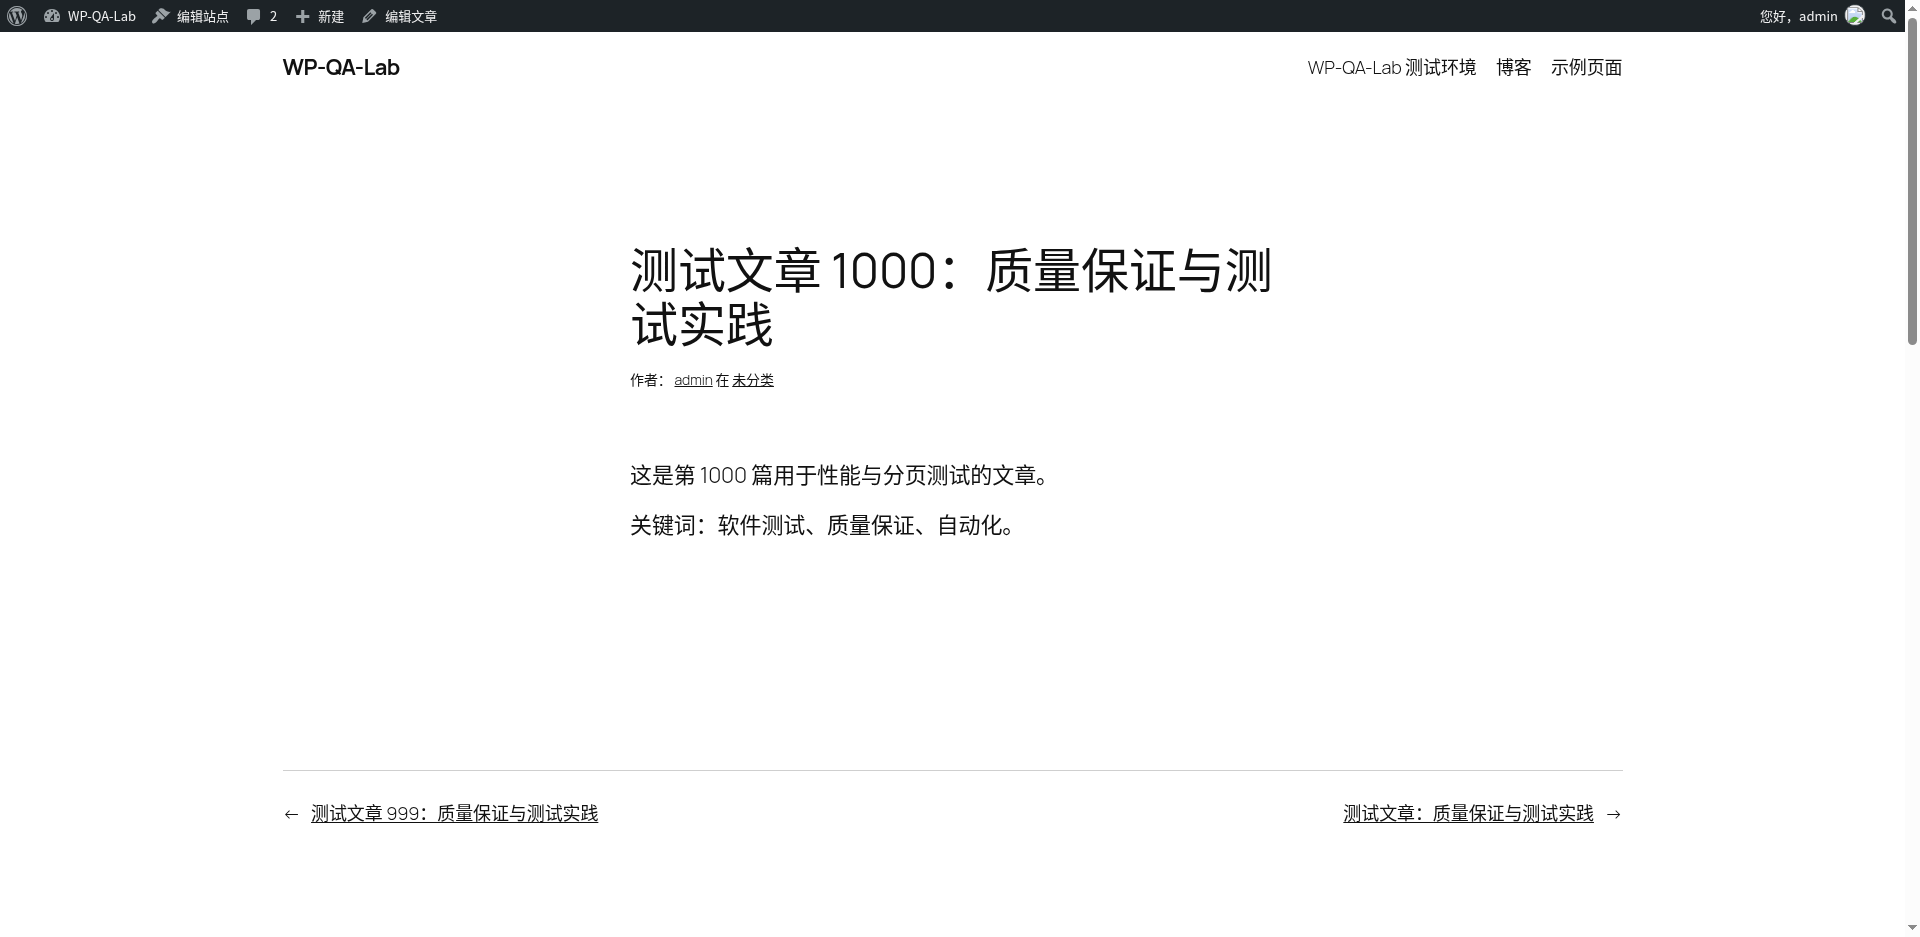 WP-QA-Lab 编辑站点 2 新建 编辑文章 您好，admin
WP-QA-Lab WP-QA-Lab 测试环境 博客 示例页面
测试文章 1000：质量保证与测
试实践
作者： admin 在 未分类
这是第 1000 篇用于性能与分页测试的文章。
关键词：软件测试、质量保证、自动化。
← 测试文章 999：质量保证与测试实践 测试文章：质量保证与测试实践 →